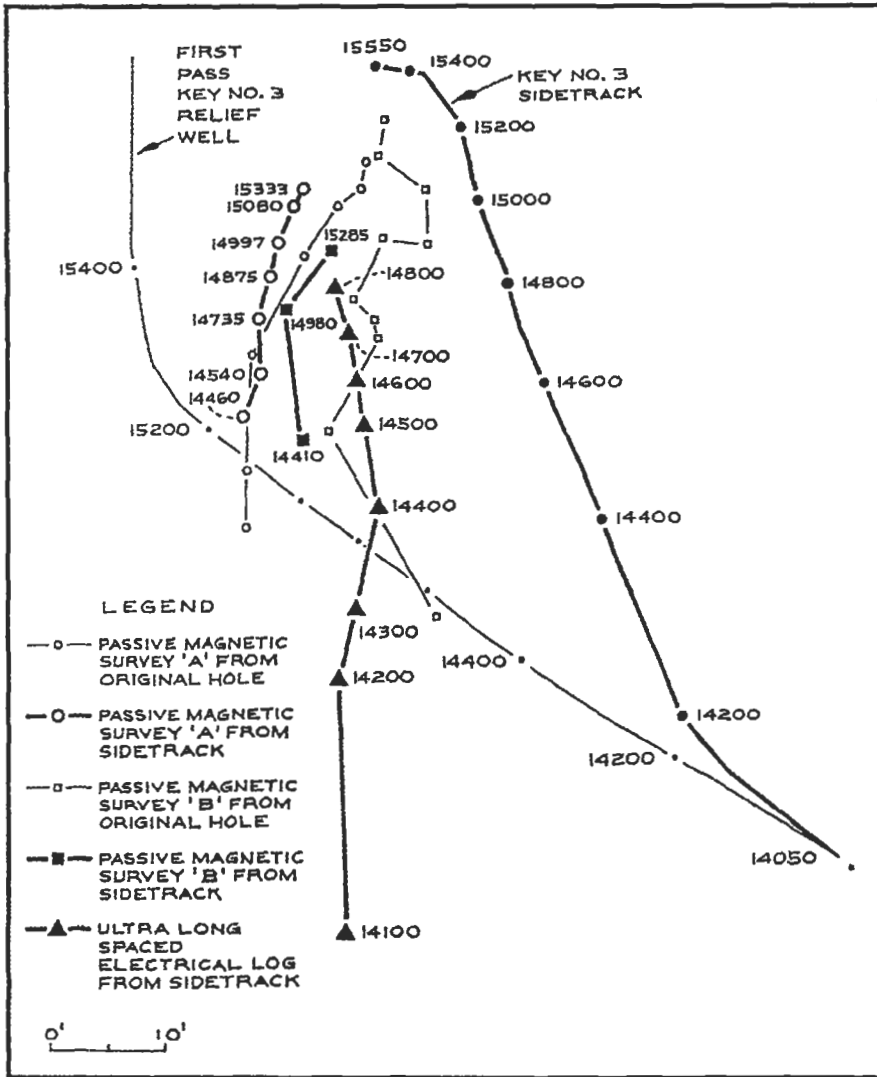 FIRST
PASS
KEY NO. 3
RELIEF
WELL
15550
15400
KEY NO. 3
SIDETRACK
15200
15333
15080
15000
14997
15285
15400
14875
14800
14800
14735
14980
14700
14540
14600
14600
14460
15200
14500
14410
14400
14400
LEGEND
PASSIVE MAGNETIC
SURVEY 'A' FROM
ORIGINAL HOLE
PASSIVE MAGNETIC
SURVEY 'A' FROM
SIDETRACK
PASSIVE MAGNETIC
SURVEY 'B' FROM
ORIGINAL HOLE
PASSIVE MAGNETIC
SURVEY 'B' FROM
SIDETRACK
ULTRA LONG
SPACED
ELECTRICAL LOG
FROM SIDETRACK
14300
14400
14200
14200
14200
14050
14100
0' 10'